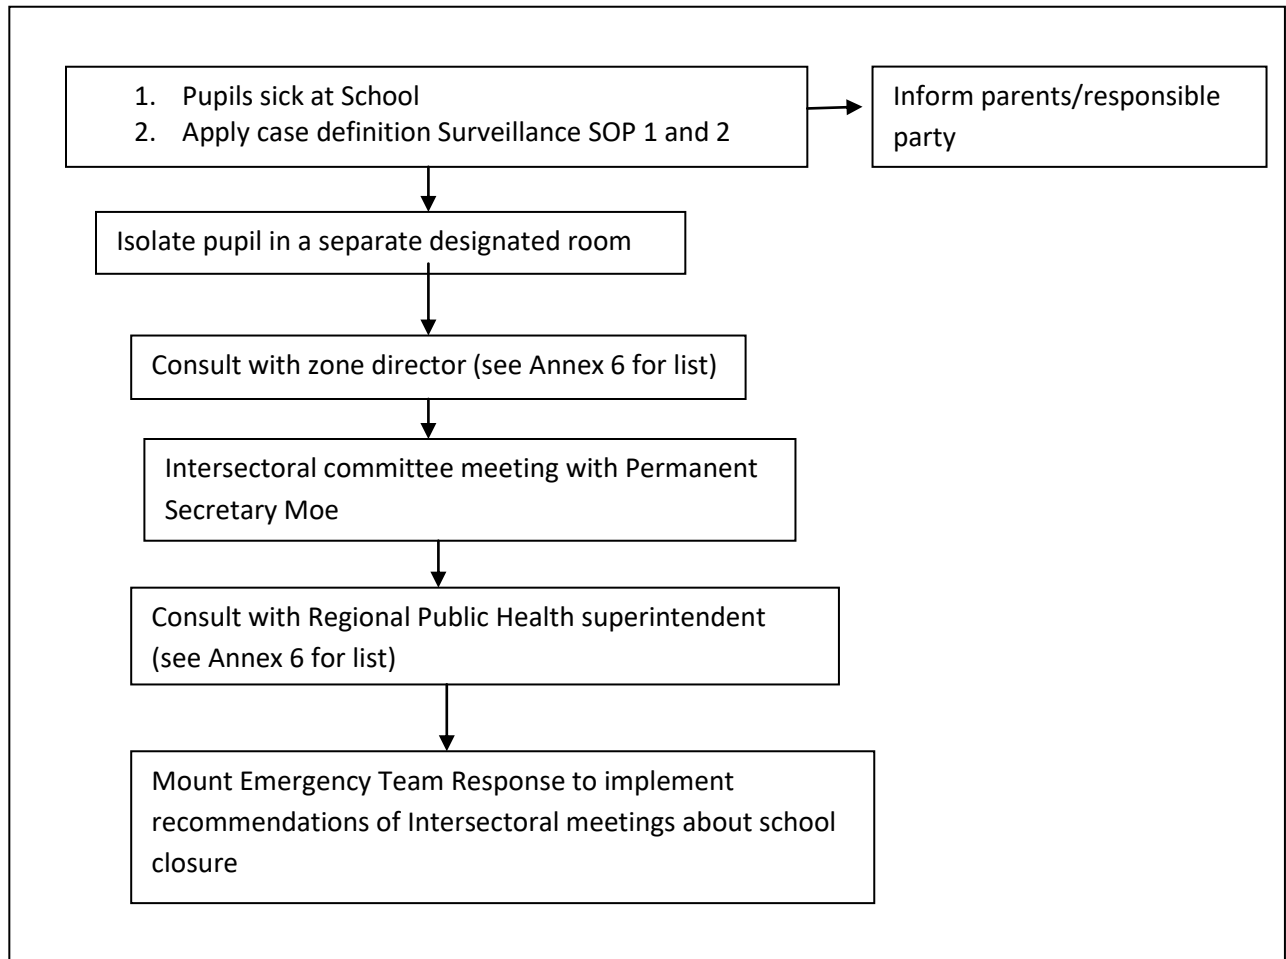 1. Pupils sick at School
2. Apply case definition Surveillance SOP 1 and 2
Inform parents/responsible
party
Isolate pupil in a separate designated room
Consult with zone director (see Annex 6 for list)
Intersectoral committee meeting with Permanent
Secretary Moe
Consult with Regional Public Health superintendent
(see Annex 6 for list)
Mount Emergency Team Response to implement
recommendations of Intersectoral meetings about school
closure